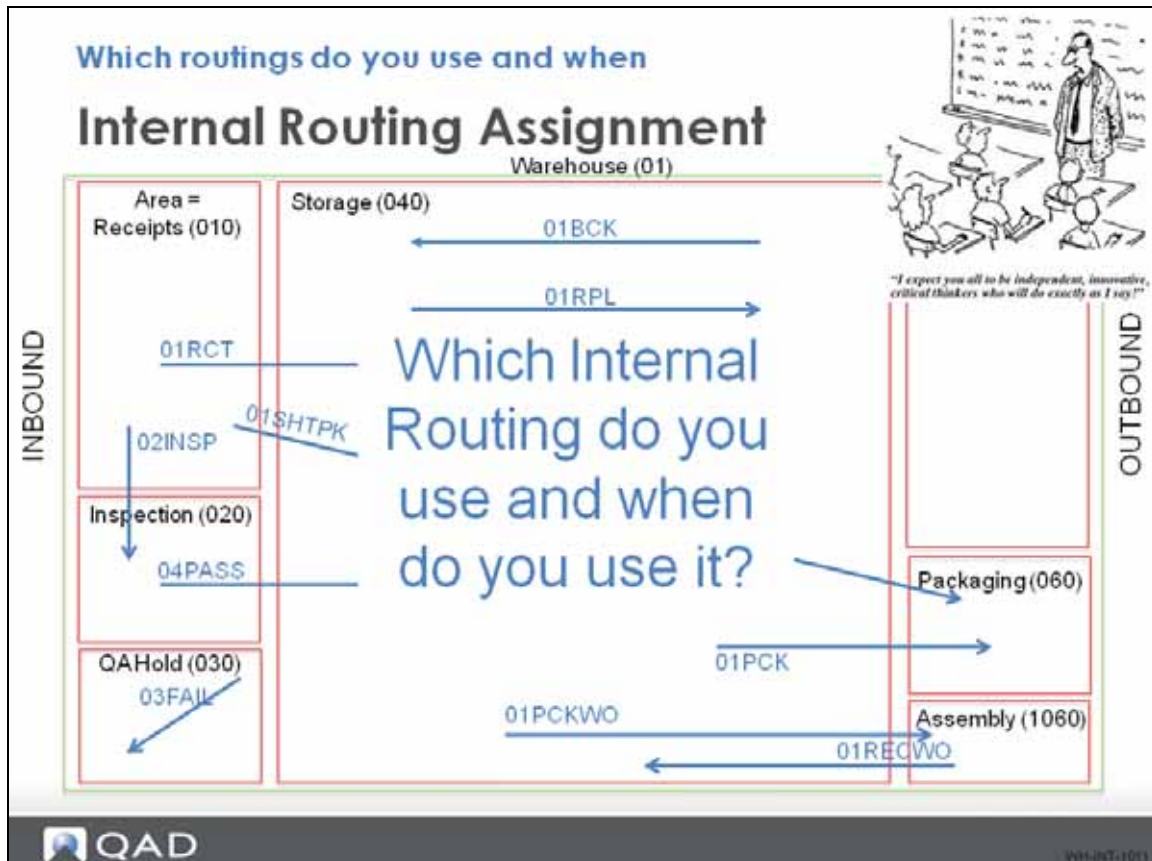 Which routings do you use and when
Internal Routing Assignment
"I expect you all to be independent, innovative,
critical thinkers who will do exactly as I say!"
Warehouse (01)
INBOUND
Area =
Receipts (010)
Storage (040)
01BCK
01RPL
01RCT
01SHTPK
02INSP
Which Internal
Routing do you
use and when
do you use it?
OUTBOUND
Inspection (020)
04PASS
Packaging (060)
QA Hold (030)
03FAIL
01PCK
01PCKWO
Assembly (1060)
01RECWO
QAD